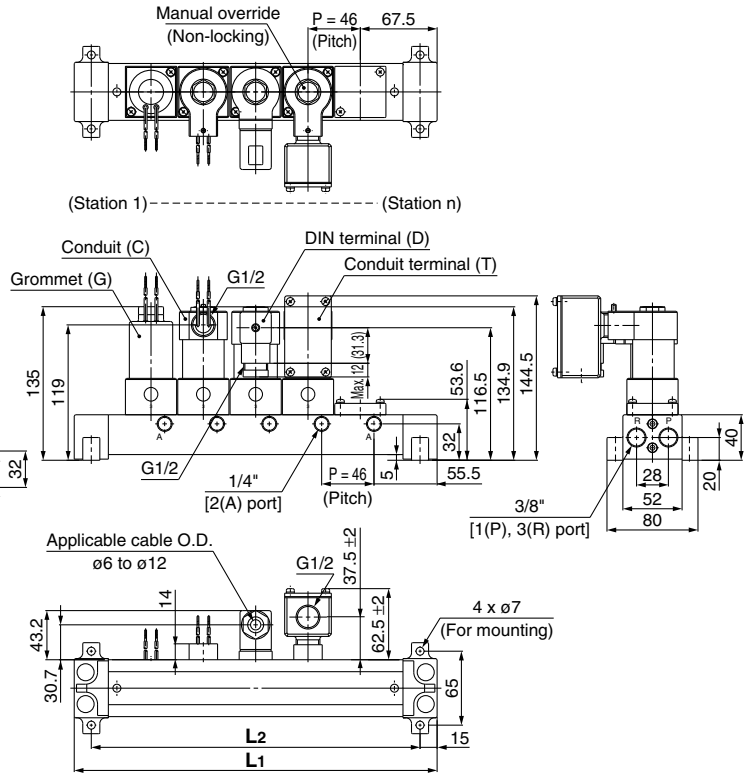 Manual override
(Non-locking)
P = 46
(Pitch)
67.5
(Station 1)
(Station n)
Conduit (C)
G1/2
DIN terminal (D)
Conduit terminal (T)
Grommet (G)
135
119
Max. 12
(31.3)
53.6
116.5
134.9
144.5
A
A
32
5
32
G1/2
1/4"
[2(A) port]
P = 46
(Pitch)
55.5
R
P
40
20
28
52
80
3/8"
[1(P), 3(R) port]
Applicable cable O.D.
ø6 to ø12
G1/2
37.5 ±2
62.5 ±2
4 x ø7
(For mounting)
14
43.2
30.7
65
L2
15
L1